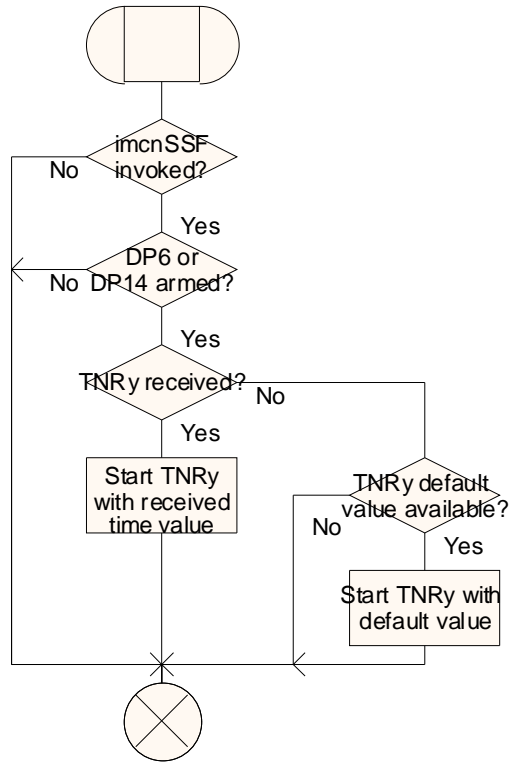 imcnSSF
invoked?
No
Yes
DP6 or
DP14 armed?
No
Yes
TNRy received?
No
Yes
Start TNRy
with received
time value
TNRy default
value available?
No
Yes
Start TNRy with
default value